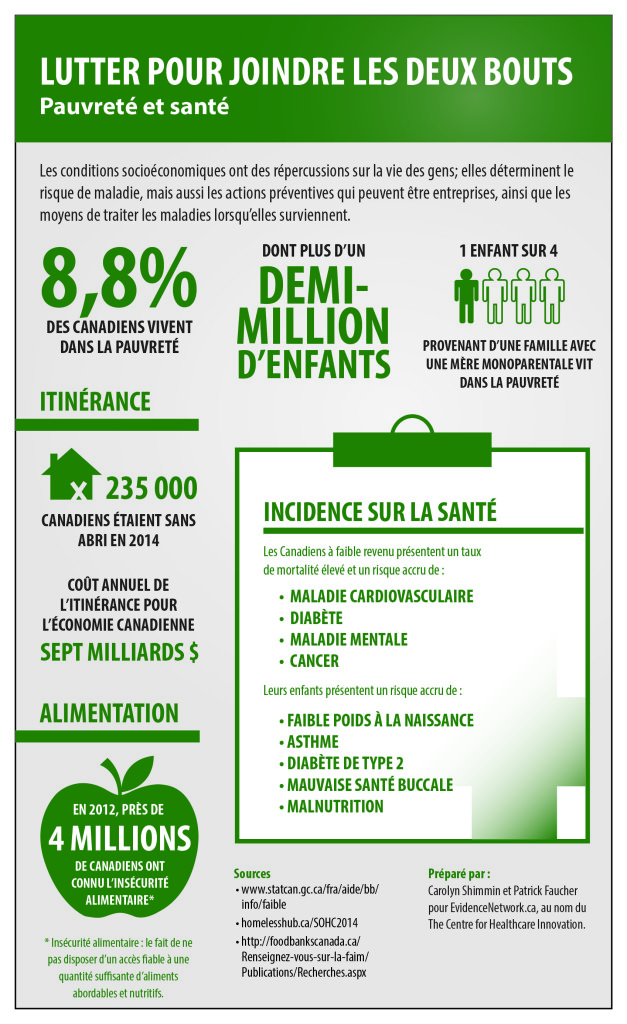 LUTTER POUR JOINDRE LES DEUX BOUTS
Pauvreté et santé
Les conditions socioéconomiques ont des répercussions sur la vie des gens; elles déterminent le
risque de maladie, mais aussi les actions préventives qui peuvent être entreprises, ainsi que les
moyens de traiter les maladies lorsqu'elles surviennent.
8,8%
DES CANADIENS VIVENT
DANS LA PAUVRETÉ
DONT PLUS D'UN
DEMI-
MILLION
D'ENFANTS
1 ENFANT SUR 4
PROVENANT D'UNE FAMILLE AVEC
UNE MÈRE MONOPARENTALE VIT
DANS LA PAUVRETÉ
ITINÉRANCE
235 000
CANADIENS ÉTAIENT SANS
ABRI EN 2014
COÛT ANNUEL DE
L'ITINÉRANCE POUR
L'ÉCONOMIE CANADIENNE
SEPT MILLIARDS $
ALIMENTATION
EN 2012, PRÈS DE
4 MILLIONS
DE CANADIENS ONT
CONNU L'INSÉCURITÉ
ALIMENTAIRE*
* Insécurité alimentaire : le fait de ne
pas disposer d'un accès fiable à une
quantité suffisante d'aliments
abordables et nutritifs.
INCIDENCE SUR LA SANTÉ
Les Canadiens à faible revenu présentent un taux
de mortalité élevé et un risque accru de :
• MALADIE CARDIOVASCULAIRE
• DIABÈTE
• MALADIE MENTALE
• CANCER
Leurs enfants présentent un risque accru de :
• FAIBLE POIDS À LA NAISSANCE
• ASTHME
• DIABÈTE DE TYPE 2
• MAUVAISE SANTÉ BUCCALE
• MALNUTRITION
Sources
• www.statcan.gc.ca/fra/aide/bb/
info/faible
• homelesshub.ca/SOHC2014
• http://foodbankscanada.ca/
Renseignez-vous-sur-la-faim/
Publications/Recherches.aspx
Préparé par :
Carolyn Shimmin et Patrick Faucher
pour EvidenceNetwork.ca, au nom du
The Centre for Healthcare Innovation.